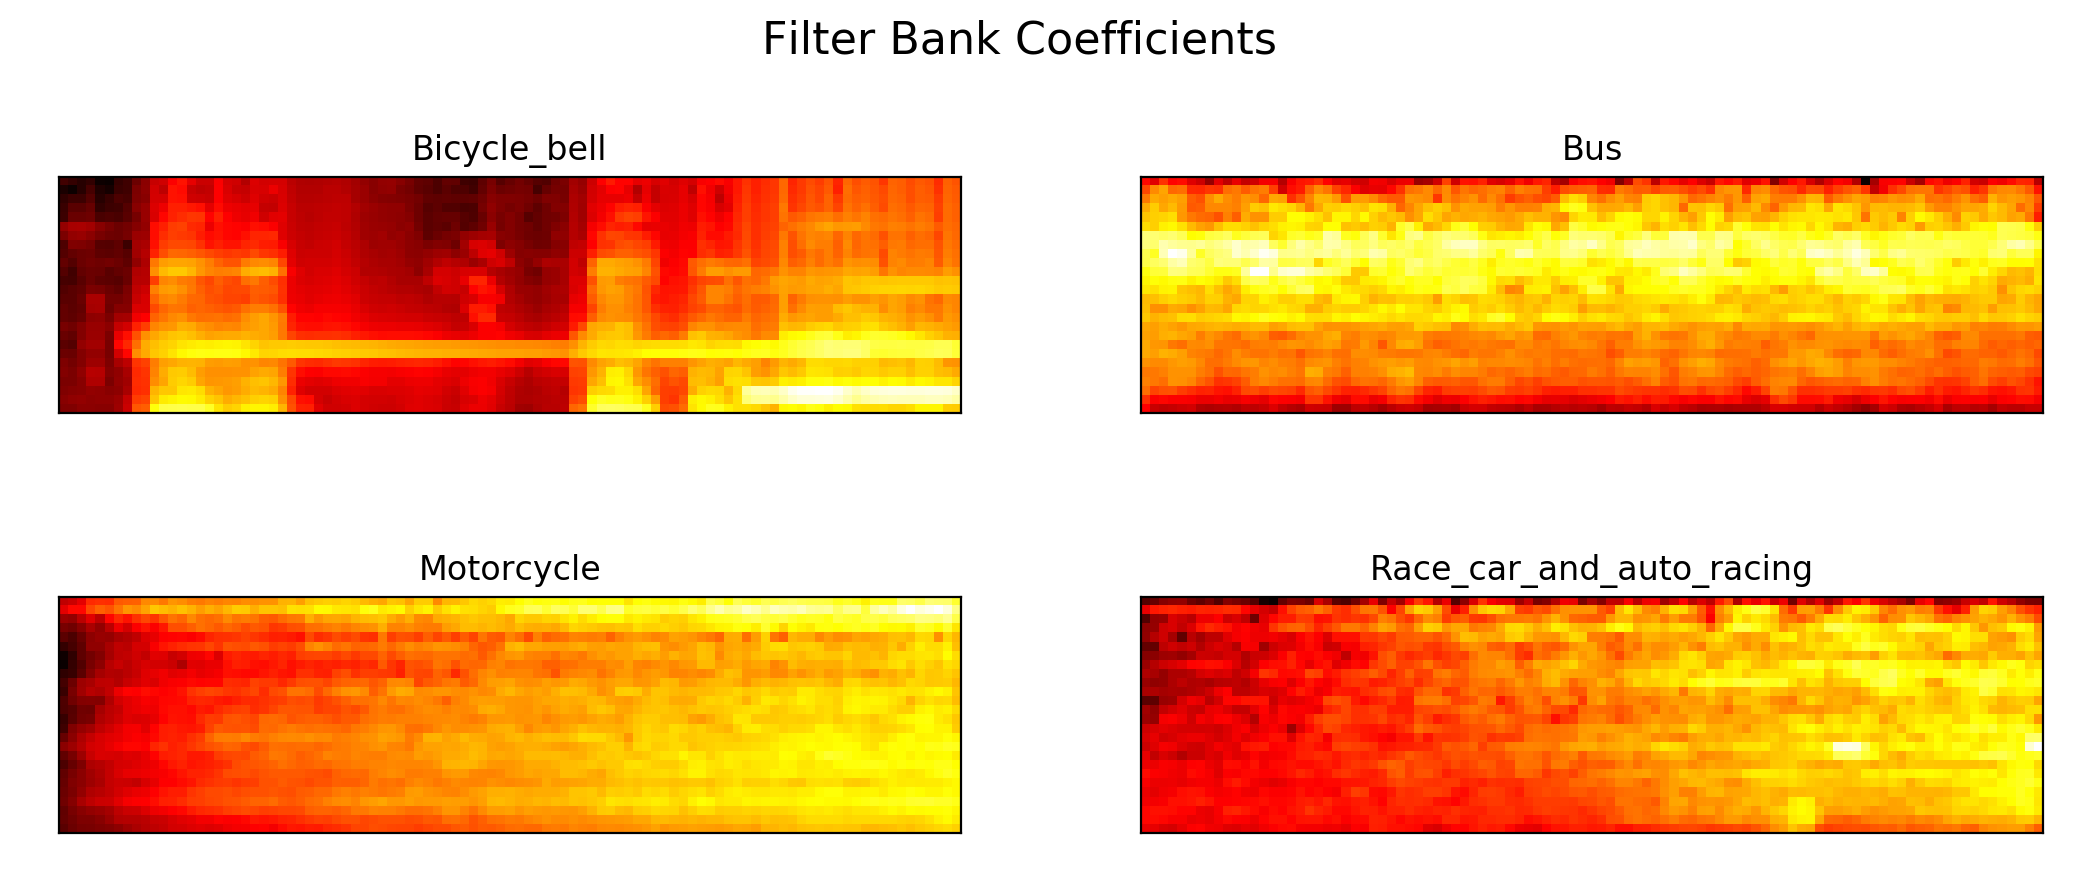 Filter Bank Coefficients
Bicycle_bell
Bus
Motorcycle
Race_car_and_auto_racing